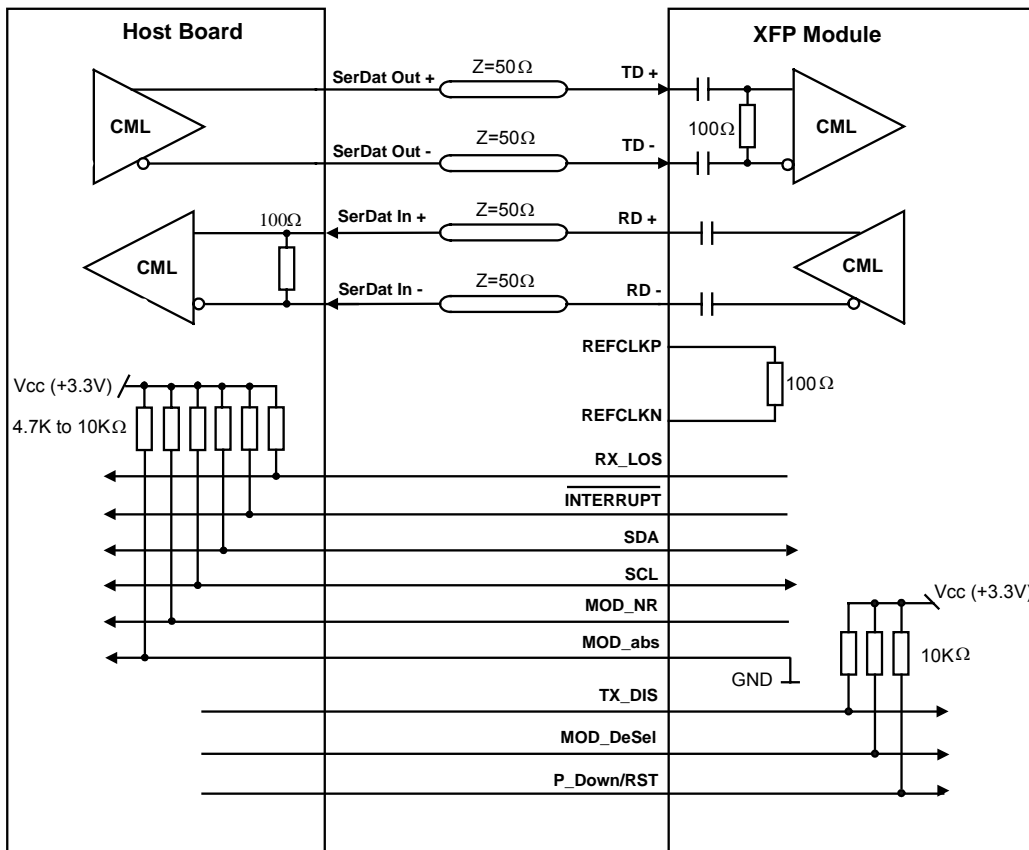 Host Board
XFP Module
SerDat Out +
Z=50Ω
TD +
CML
100Ω
CML
SerDat Out -
Z=50Ω
TD -
100Ω
SerDat In +
Z=50Ω
RD +
CML
CML
SerDat In -
Z=50Ω
RD -
REFCLKP
100Ω
REFCLKN
Vcc (+3.3V)
4.7K to 10KΩ
RX_LOS
INTERRUPT
SDA
SCL
Vcc (+3.3V)
MOD_NR
MOD_abs
10KΩ
GND
TX_DIS
MOD_DeSel
P_Down/RST